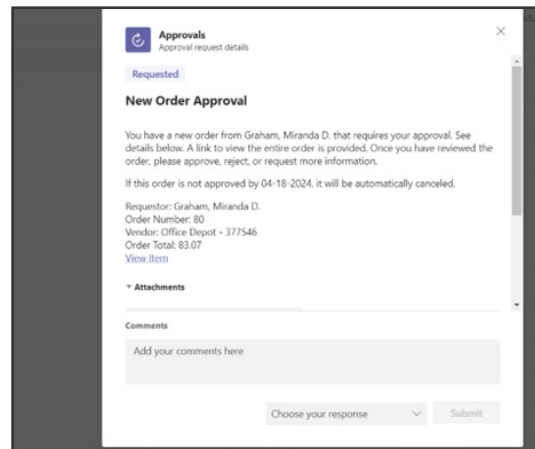 Approvals
Approval request details
Requested
New Order Approval
You have a new order from Graham, Miranda D. that requires your approval. See
details below. A link to view the entire order is provided. Once you have reviewed the
order, please approve, reject, or request more information.
If this order is not approved by 04-18-2024, it will be automatically canceled.
Requestor: Graham, Miranda D.
Order Number: 80
Vendor: Office Depot - 377546
Order Total: 83.07
View Item
Attachments
Comments
Add your comments here
Choose your response
Submit